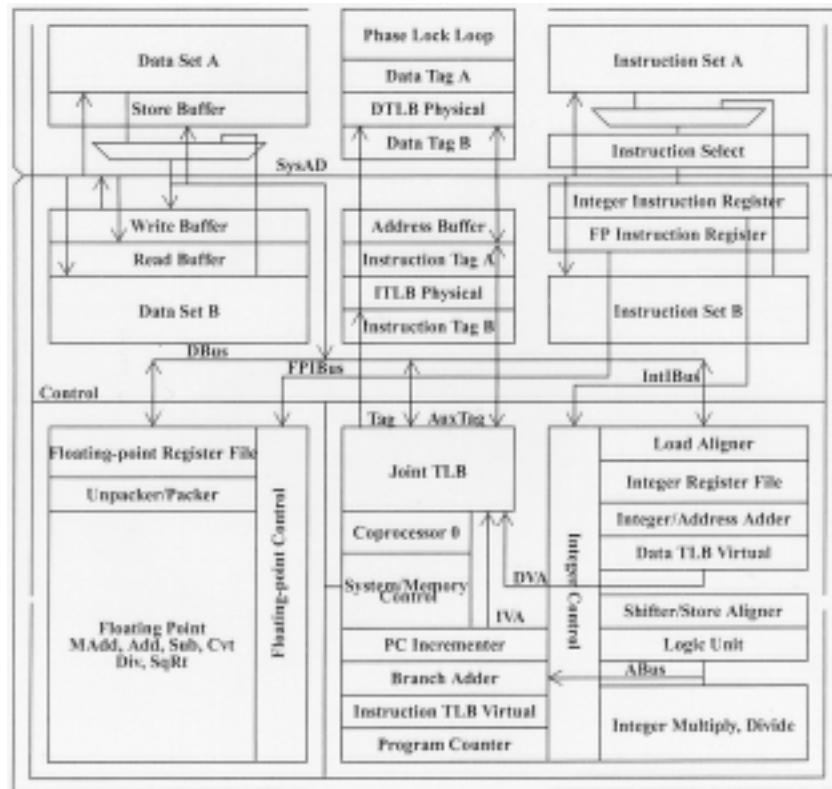 Phase Lock Loop
Data Set A
Instruction Set A
Data Tag A
Store Buffer
DTLB Physical
Data Tag B
Instruction Select
SysAD
Integer Instruction Register
Write Buffer
Address Buffer
FP Instruction Register
Read Buffer
Instruction Tag A
ITLB Physical
Data Set B
Instruction Set B
Instruction Tag B
DBus
FPIBus
IntIBus
Control
Tag
AuxTag
Floating-point Register File
Joint TLB
Load Aligner
Integer Register File
Unpacker/Packer
Floating-point Control
Integer Control
Integer/Address Adder
Coprocessor 0
Data TLB Virtual
System/Memory
Control
DVA
IVA
Shifter/Store Aligner
Floating Point
MAdd, Add, Sub, Cvt
Div, SqRt
PC Incrementer
Logic Unit
Branch Adder
ABus
Instruction TLB Virtual
Integer Multiply, Divide
Program Counter